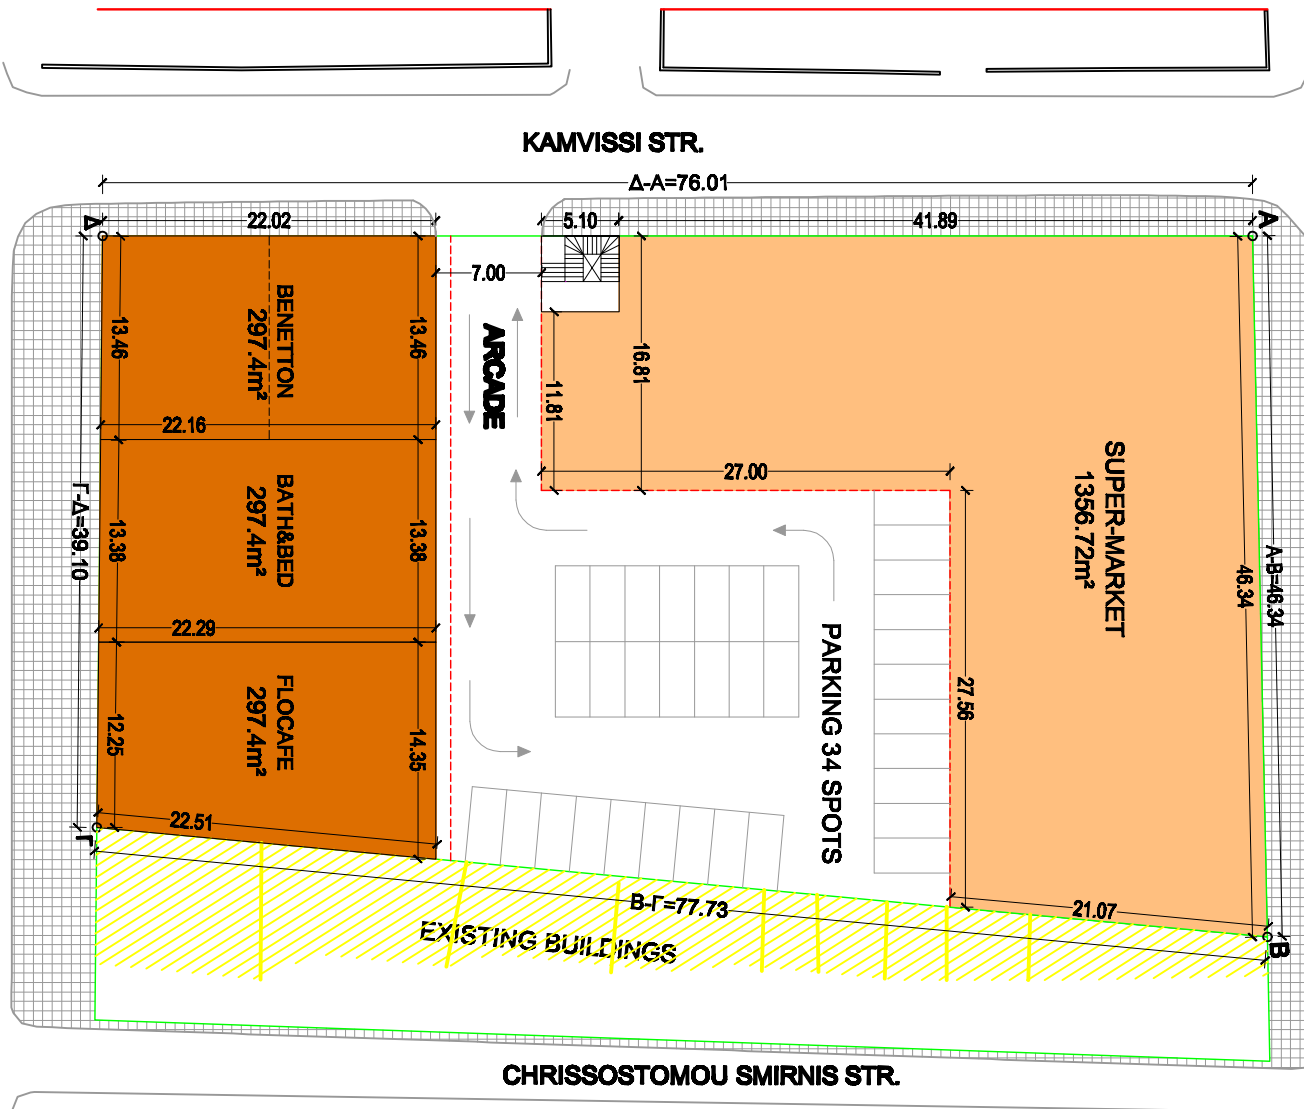 KAMVISSI STR.
Δ-Α=76.01
Δ
22.02
5.10
41.89
Α
7.00
13.46
BENETTON
297.4m²
13.46
ARCADE
11.81
16.81
22.16
27.00
SUPER-MARKET
1356.72m²
46.34
Α-Β=46.34
Γ-Δ=39.10
13.38
BATH&BED
297.4m²
13.38
22.29
PARKING 34 SPOTS
27.56
12.25
FLOCAFE
297.4m²
14.35
22.51
Γ
Β-Γ=77.73
21.07
Β
EXISTING BUILDINGS
CHRISSOSTOMOU SMIRNIS STR.